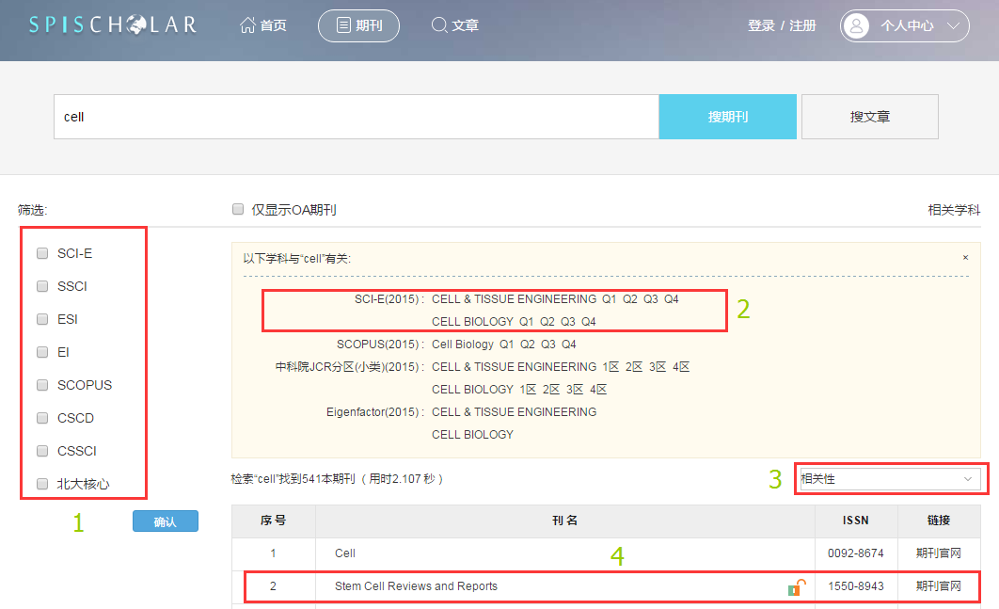 SPISCHOLAR 首页 期刊 文章 登录 / 注册 个人中心
cell 搜期刊 搜文章
筛选: 仅显示OA期刊 相关学科
SCI-E
SSCI
ESI
EI
SCOPUS
CSCD
CSSCI
北大核心
1
确认
以下学科与“cell”有关: ×
SCI-E(2015) : CELL & TISSUE ENGINEERING Q1 Q2 Q3 Q4
CELL BIOLOGY Q1 Q2 Q3 Q4
2
SCOPUS(2015) : Cell Biology Q1 Q2 Q3 Q4
中科院JCR分区(小类)(2015) : CELL & TISSUE ENGINEERING 1区 2区 3区 4区
CELL BIOLOGY 1区 2区 3区 4区
Eigenfactor(2015) : CELL & TISSUE ENGINEERING
CELL BIOLOGY
检索“cell”找到541本期刊 ( 用时2.107 秒 ) 3 相关性
序 号 刊 名 ISSN 链接
1 Cell 0092-8674 期刊官网
4
2 Stem Cell Reviews and Reports 1550-8943 期刊官网